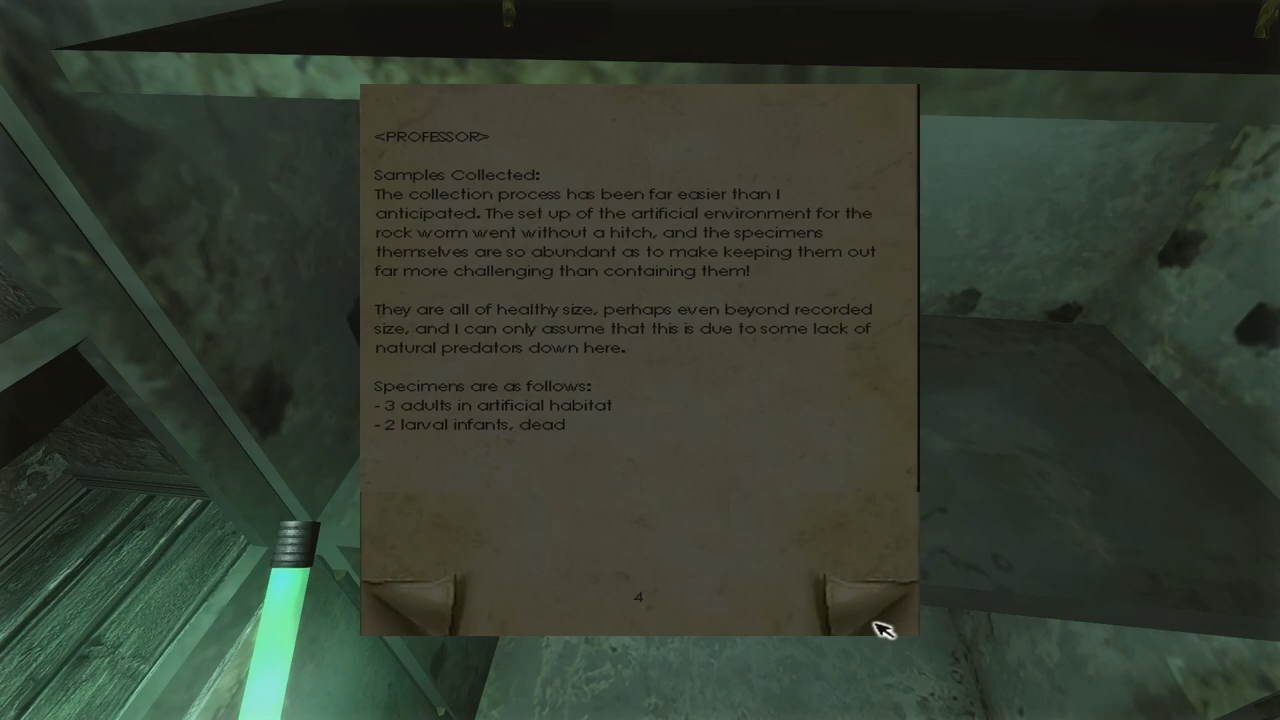 <PROFESSOR>
Samples Collected:
The collection process has been far easier than I
anticipated. The set up of the artificial environment for the
rock worm went without a hitch, and the specimens
themselves are so abundant as to make keeping them out
far more challenging than containing them!
They are all of healthy size, perhaps even beyond recorded
size, and I can only assume that this is due to some lack of
natural predators down here.
Specimens are as follows:
- 3 adults in artificial habitat
- 2 larval infants, dead
4